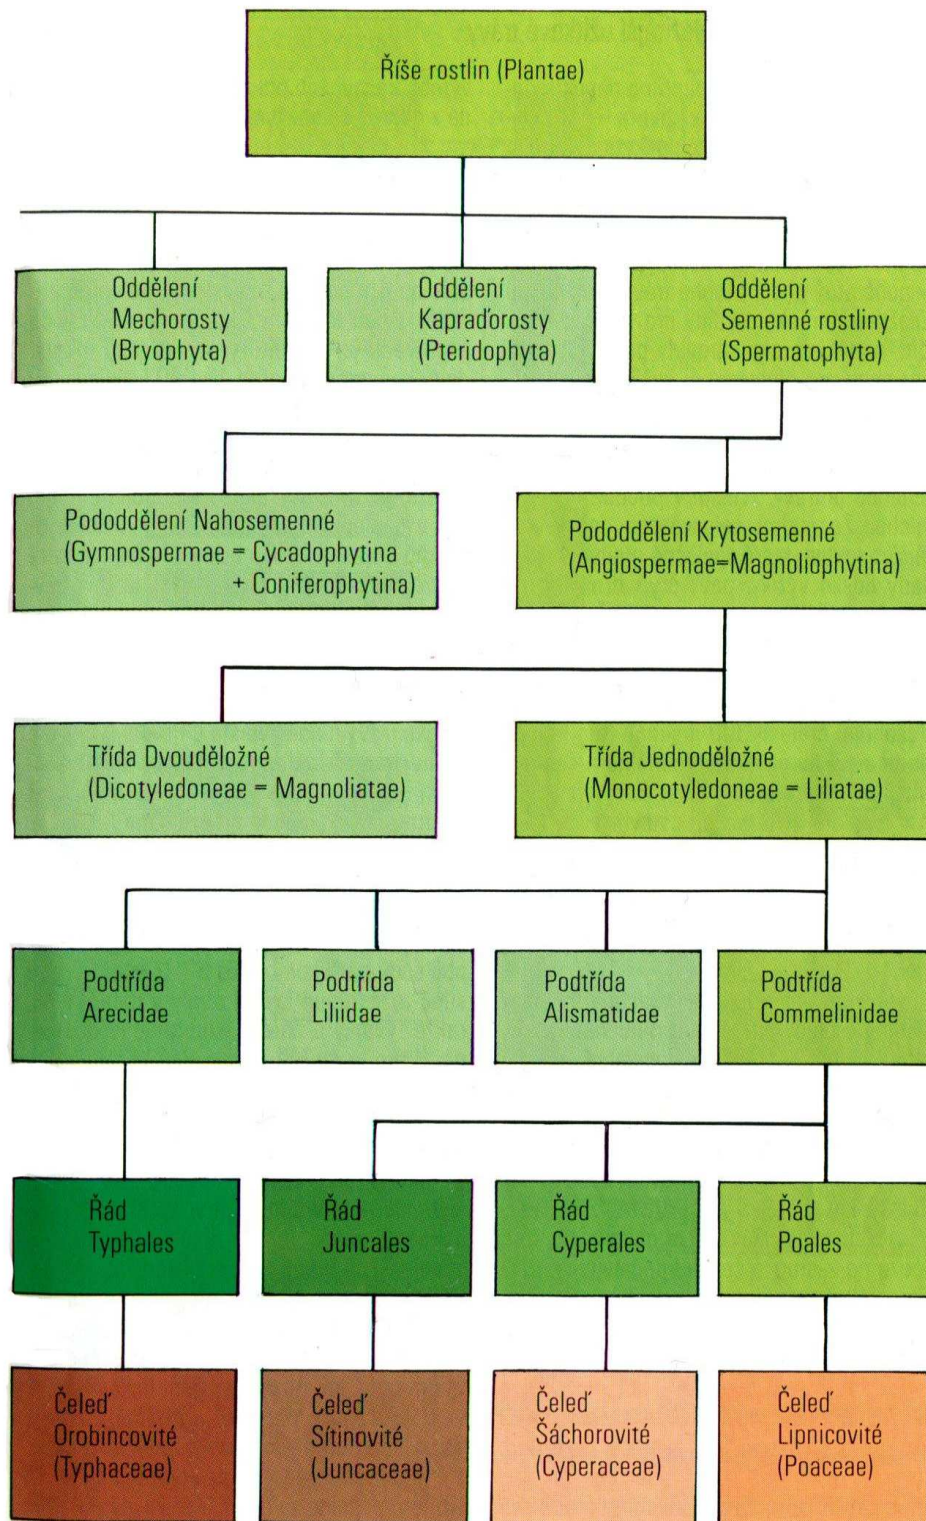 Říše rostlin (Plantae)
Oddělení
Mechorosty
(Bryophyta)
Oddělení
Kapraďorosty
(Pteridophyta)
Oddělení
Semenné rostliny
(Spermatophyta)
Pododdělení Nahosemenné
(Gymnospermae = Cycadophytina
+ Coniferophytina)
Pododdělení Krytosemenné
(Angiospermae=Magnoliophytina)
Třída Dvouděložné
(Dicotyledoneae = Magnoliatae)
Třída Jednoděložné
(Monocotyledoneae = Liliatae)
Podtřída
Arecidae
Podtřída
Liliidae
Podtřída
Alismatidae
Podtřída
Commelinidae
Řád
Typhales
Řád
Juncales
Řád
Cyperales
Řád
Poales
Čeleď
Orobincovité
(Typhaceae)
Čeleď
Sítinovité
(Juncaceae)
Čeleď
Šáchorovité
(Cyperaceae)
Čeleď
Lipnicovité
(Poaceae)